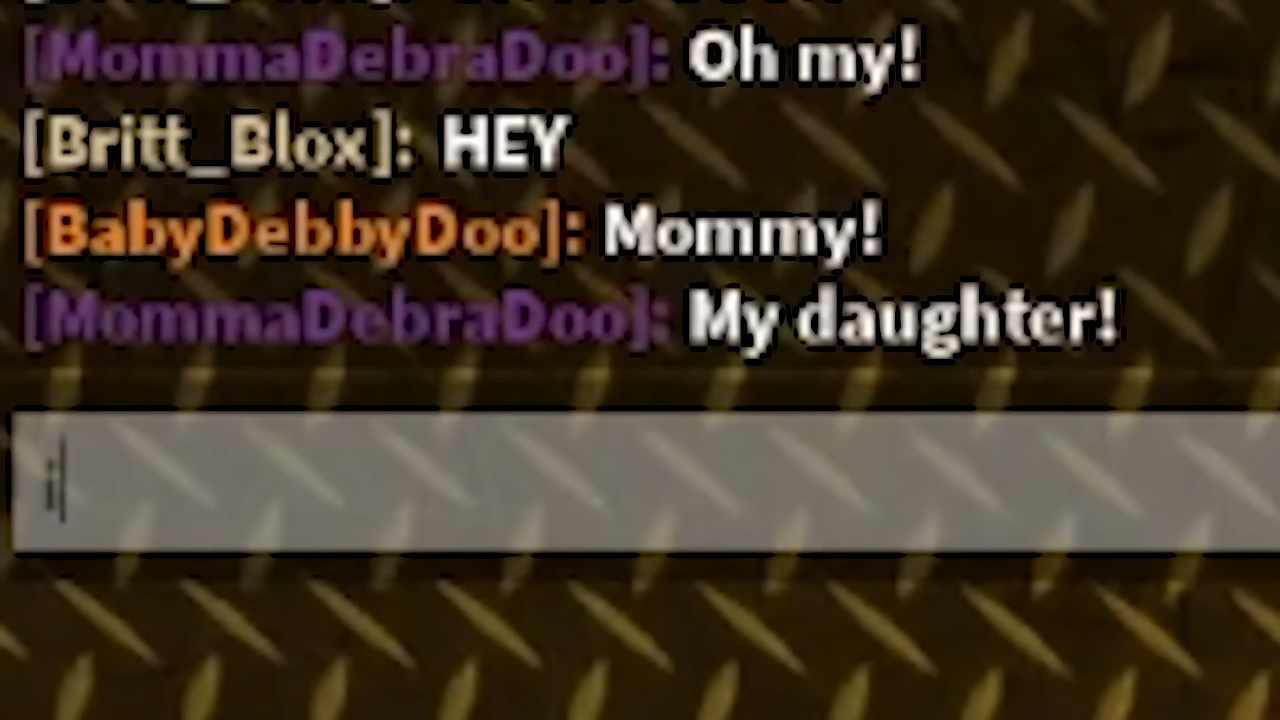 [MommaDebraDoo]: Oh my!
[Britt_Blox]: HEY
[BabyDebbyDoo]: Mommy!
[MommaDebraDoo]: My daughter!
i